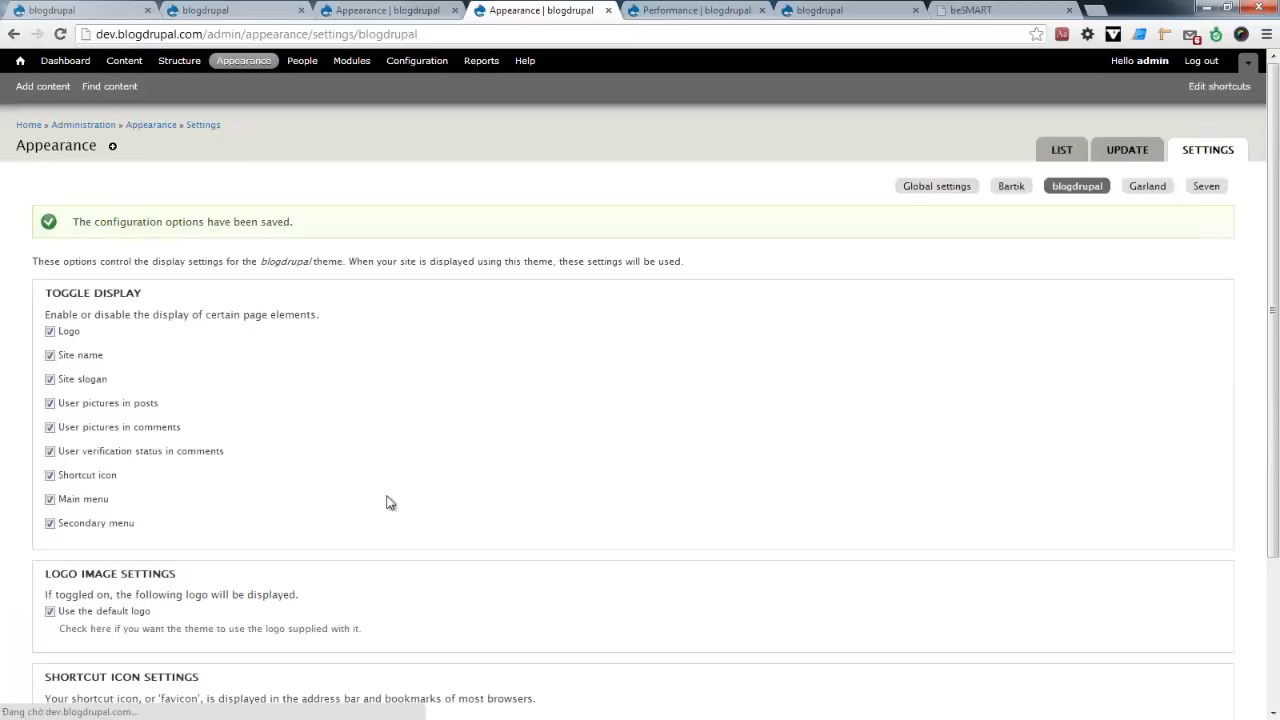 blogdrupal
blogdrupal
Appearance | blogdrupal
Appearance | blogdrupal
Performance | blogdrupal
blogdrupal
beSMART
dev.blogdrupal.com/admin/appearance/settings/blogdrupal
6
Dashboard Content Structure Appearance People Modules Configuration Reports Help
Hello admin Log out
Add content Find content
Edit shortcuts
Home » Administration » Appearance » Settings
Appearance
LIST UPDATE SETTINGS
Global settings Bartik blogdrupal Garland Seven
The configuration options have been saved.
These options control the display settings for the blogdrupal theme. When your site is displayed using this theme, these settings will be used.
TOGGLE DISPLAY
Enable or disable the display of certain page elements.
Logo
Site name
Site slogan
User pictures in posts
User pictures in comments
User verification status in comments
Shortcut icon
Main menu
Secondary menu
LOGO IMAGE SETTINGS
If toggled on, the following logo will be displayed.
Use the default logo
Check here if you want the theme to use the logo supplied with it.
SHORTCUT ICON SETTINGS
Your shortcut icon, or 'favicon', is displayed in the address bar and bookmarks of most browsers.
Đang chờ dev.blogdrupal.com...